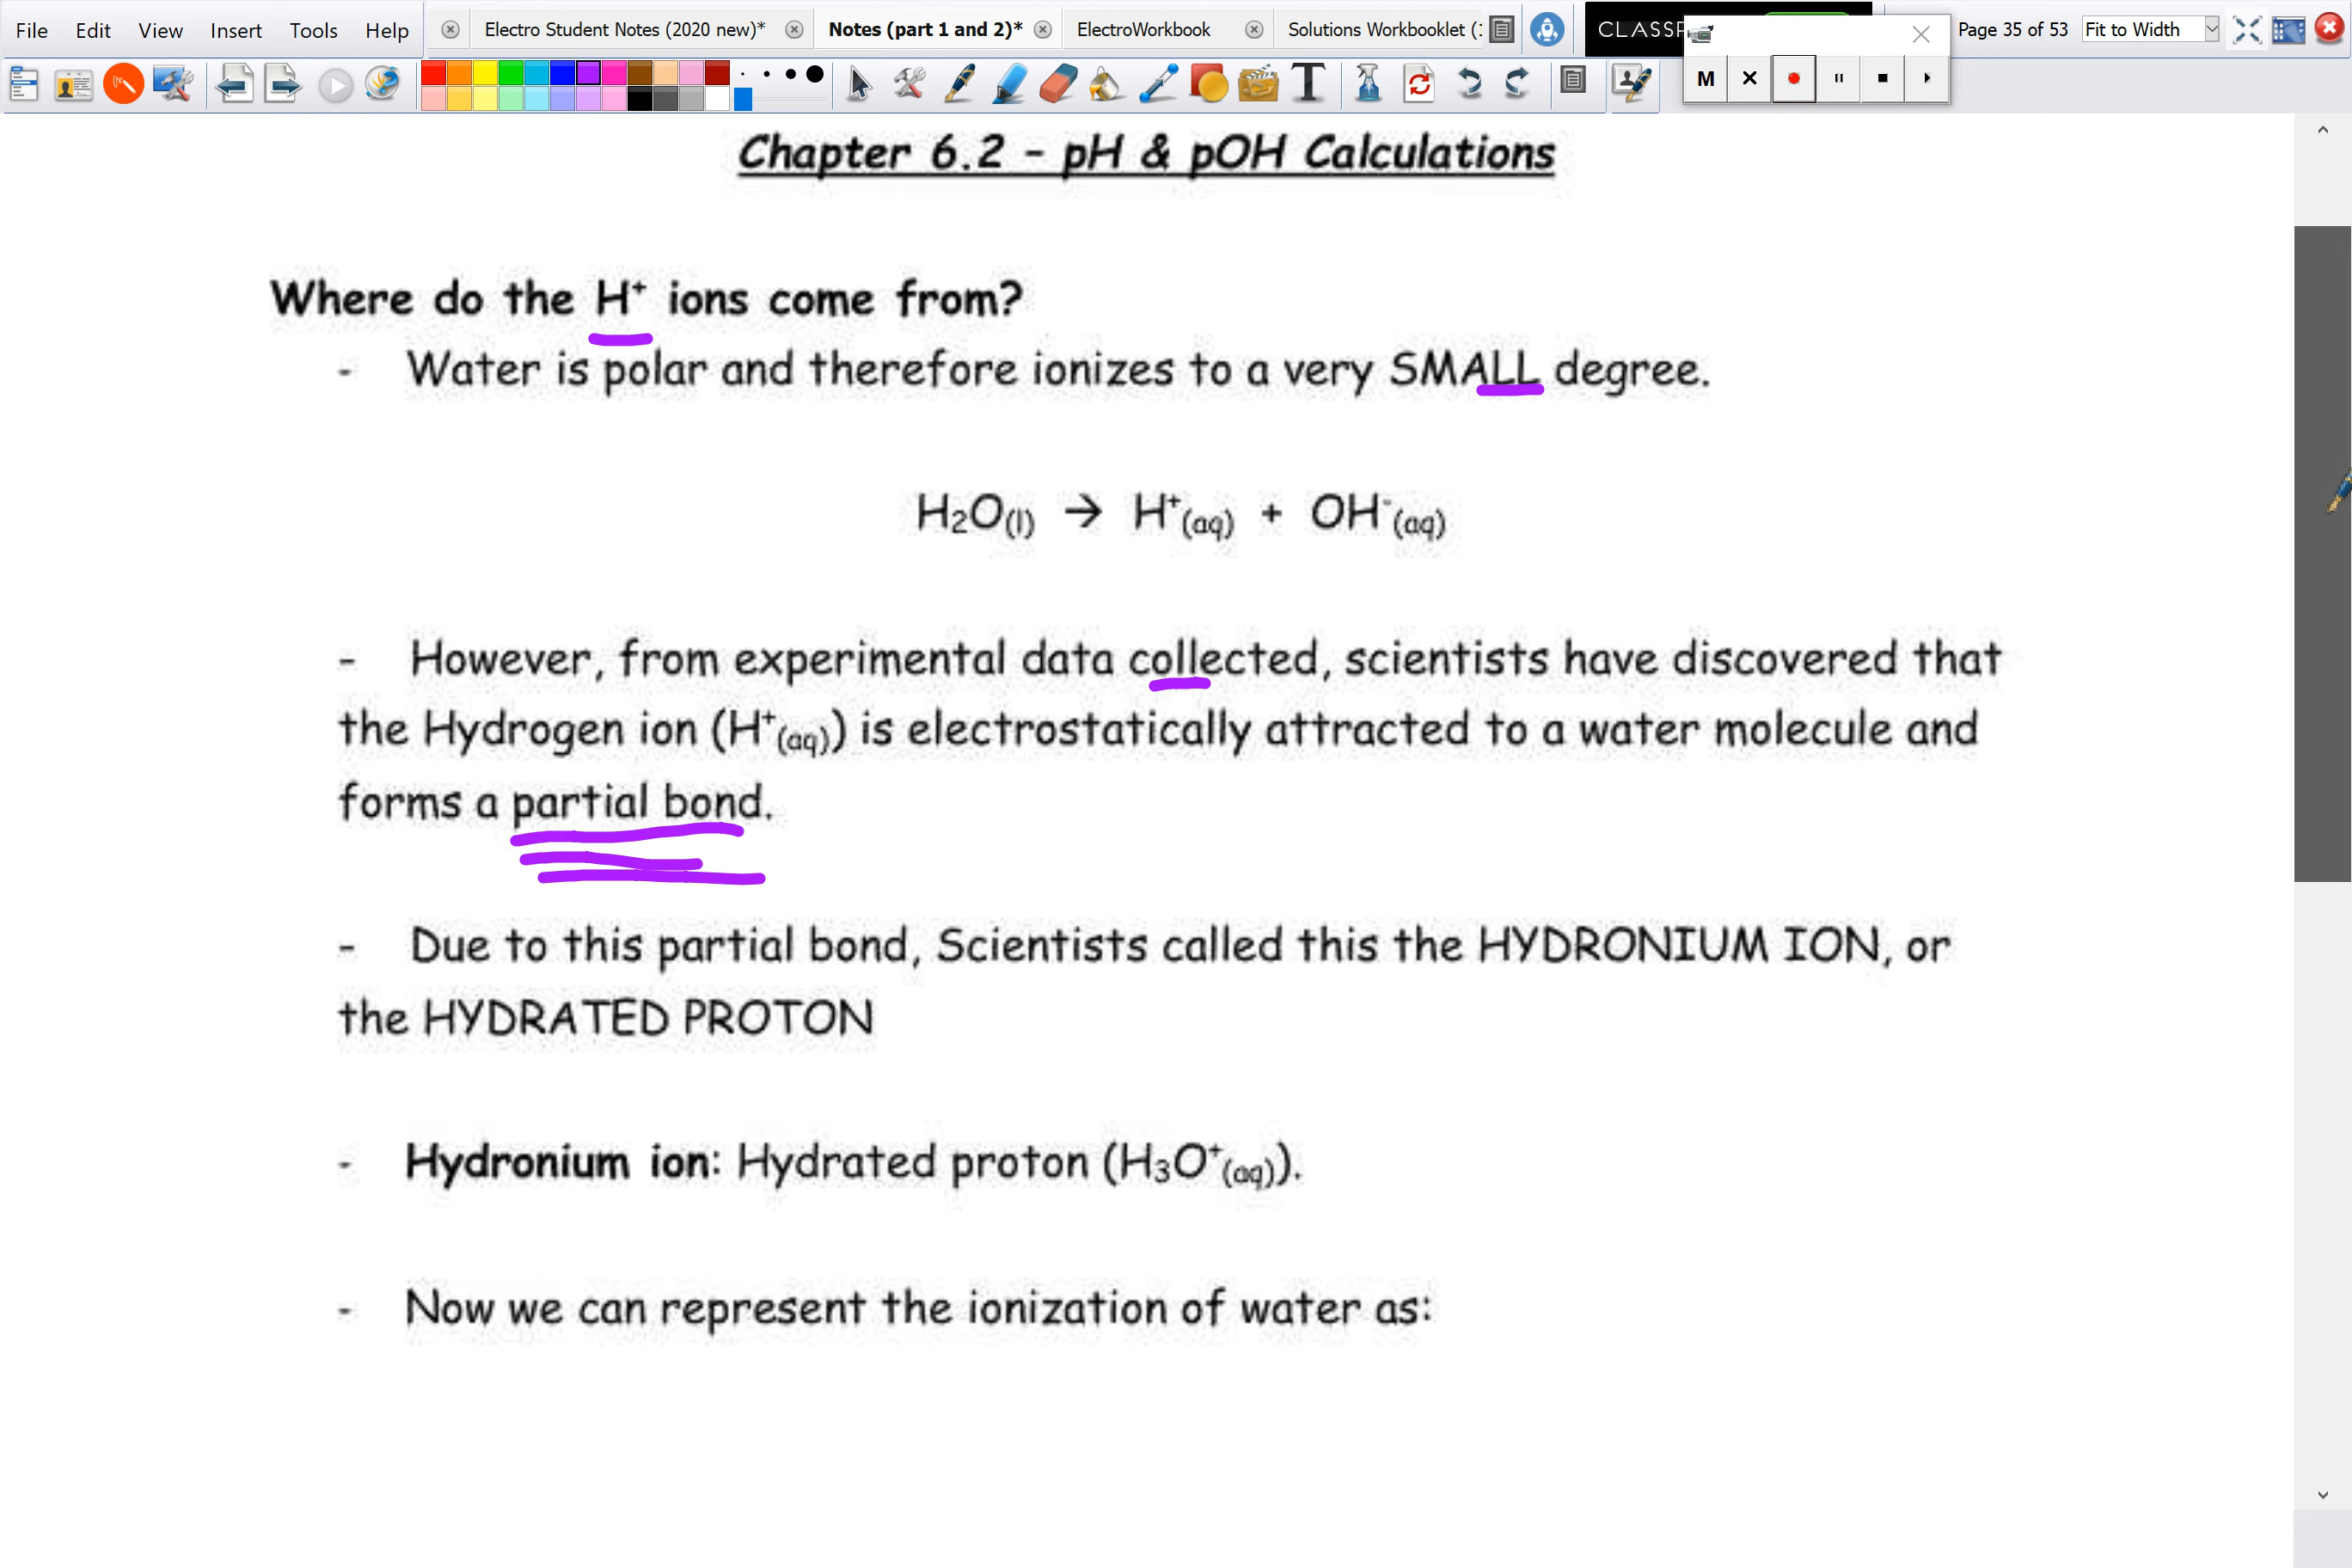 File Edit View Insert Tools Help
Electro Student Notes (2020 new)*
Notes (part 1 and 2)*
ElectroWorkbook
Solutions Workbooklet (
CLASSF
Page 35 of 53
Fit to Width
M
Chapter 6.2 - pH & pOH Calculations
Where do the H⁺ ions come from?
- Water is polar and therefore ionizes to a very SMALL degree.
H₂O(l) → H⁺(aq) + OH⁻(aq)
- However, from experimental data collected, scientists have discovered that
the Hydrogen ion (H⁺(aq)) is electrostatically attracted to a water molecule and
forms a partial bond.
- Due to this partial bond, Scientists called this the HYDRONIUM ION, or
the HYDRATED PROTON
- Hydronium ion: Hydrated proton (H₃O⁺(aq)).
- Now we can represent the ionization of water as: